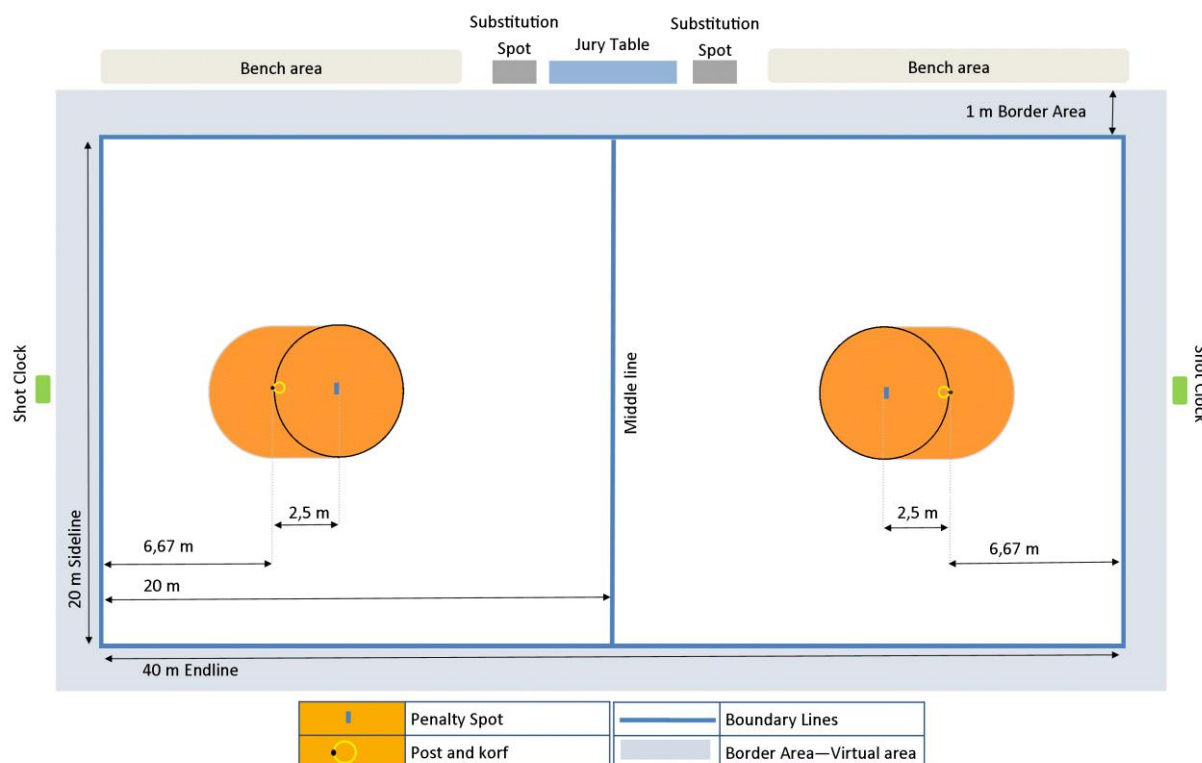 Substitution
Spot
Jury Table
Substitution
Spot
Bench area
Bench area
1 m Border Area
Shot Clock
20 m Sideline
Middle line
Shot Clock
2,5 m
2,5 m
6,67 m
6,67 m
20 m
40 m Endline
Penalty Spot
Boundary Lines
Post and korf
Border Area—Virtual area